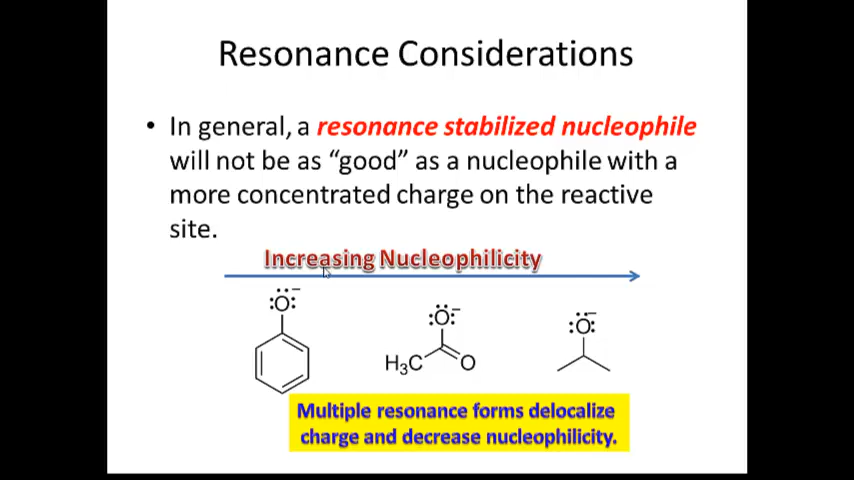 Resonance Considerations
• In general, a resonance stabilized nucleophile
will not be as “good” as a nucleophile with a
more concentrated charge on the reactive
site.
Increasing Nucleophilicity
:Ö:⁻
:Ö:⁻
:Ö:⁻
H₃C O
Multiple resonance forms delocalize
charge and decrease nucleophilicity.